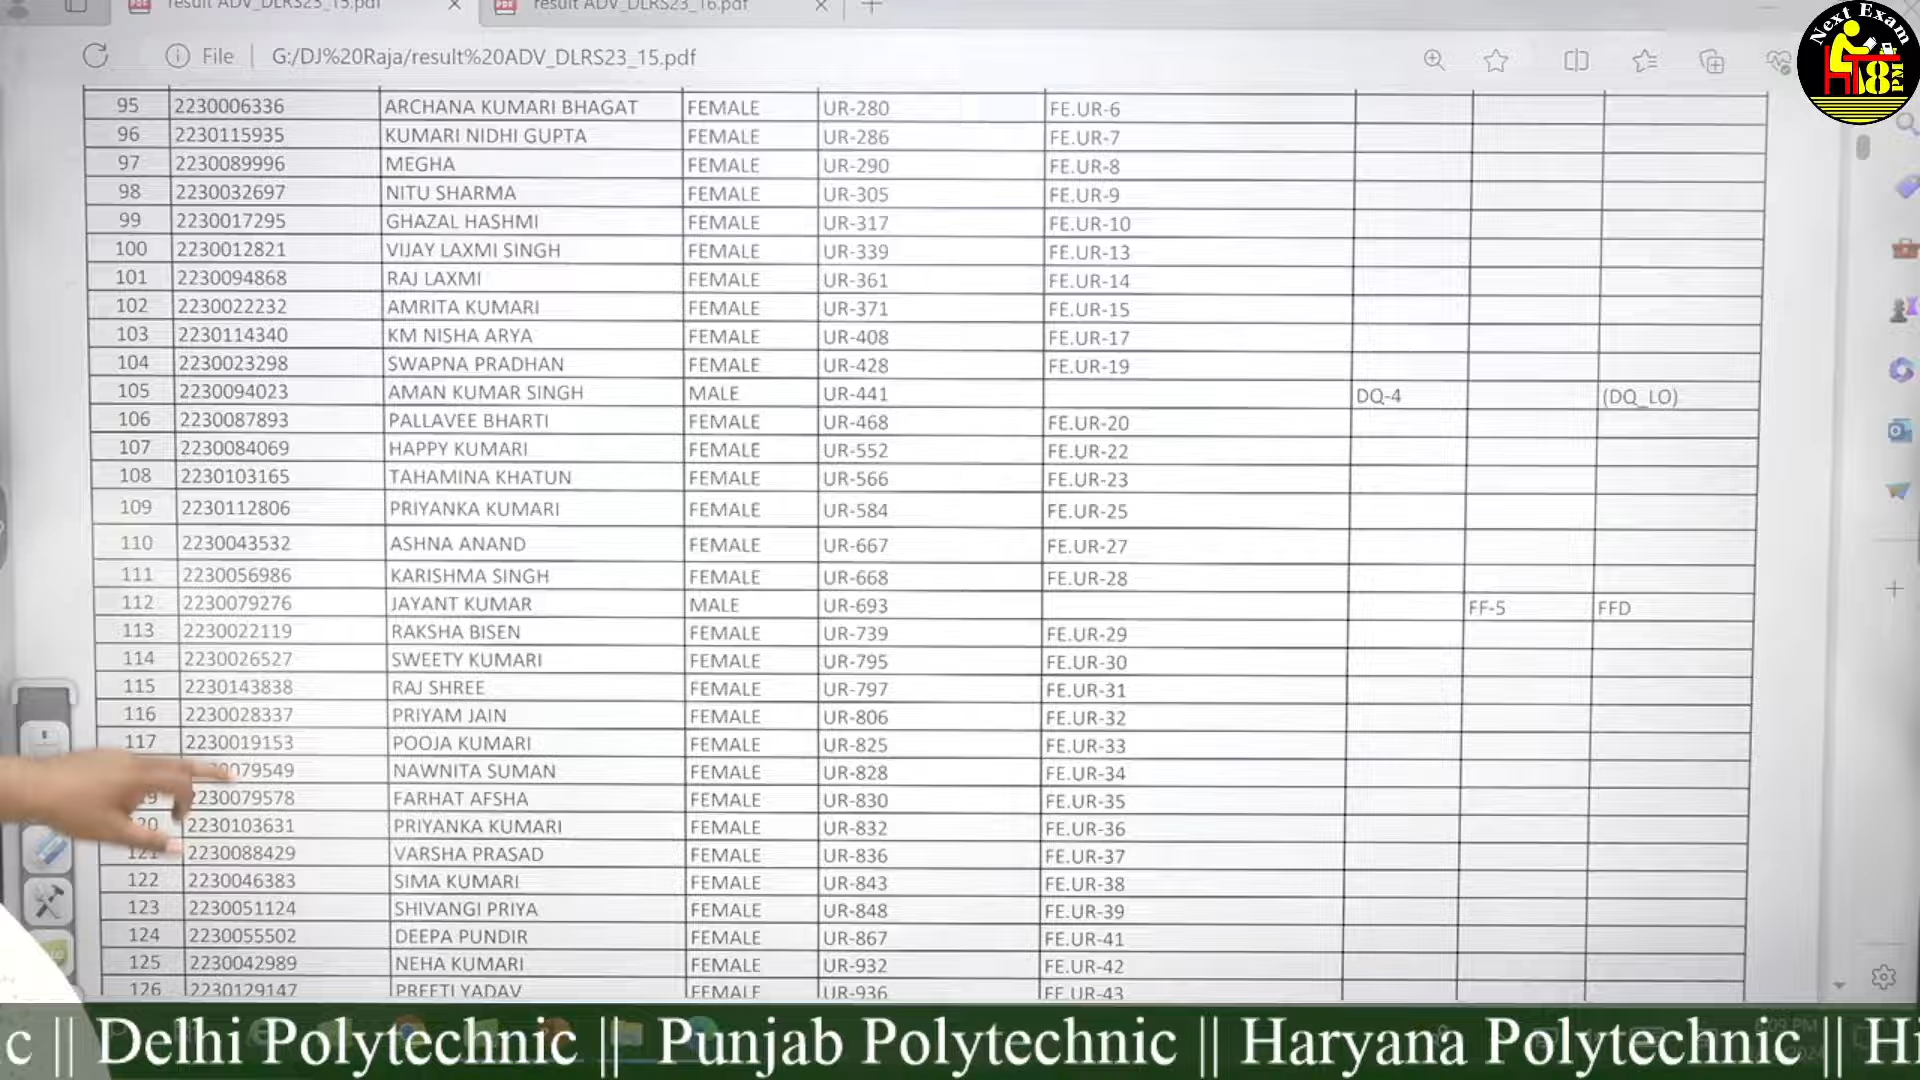 result ADV_DLRS23_15.pdf
result ADV_DLRS23_16.pdf
File
G:/DJ%20Raja/result%20ADV_DLRS23_15.pdf
Next Exam
8 PM
95 2230006336 ARCHANA KUMARI BHAGAT FEMALE UR-280 FE.UR-6
96 2230115935 KUMARI NIDHI GUPTA FEMALE UR-286 FE.UR-7
97 2230089996 MEGHA FEMALE UR-290 FE.UR-8
98 2230032697 NITU SHARMA FEMALE UR-305 FE.UR-9
99 2230017295 GHAZAL HASHMI FEMALE UR-317 FE.UR-10
100 2230012821 VIJAY LAXMI SINGH FEMALE UR-339 FE.UR-13
101 2230094868 RAJ LAXMI FEMALE UR-361 FE.UR-14
102 2230022232 AMRITA KUMARI FEMALE UR-371 FE.UR-15
103 2230114340 KM NISHA ARYA FEMALE UR-408 FE.UR-17
104 2230023298 SWAPNA PRADHAN FEMALE UR-428 FE.UR-19
105 2230094023 AMAN KUMAR SINGH MALE UR-441 DQ-4 (DQ_LO)
106 2230087893 PALLAVEE BHARTI FEMALE UR-468 FE.UR-20
107 2230084069 HAPPY KUMARI FEMALE UR-552 FE.UR-22
108 2230103165 TAHAMINA KHATUN FEMALE UR-566 FE.UR-23
109 2230112806 PRIYANKA KUMARI FEMALE UR-584 FE.UR-25
110 2230043532 ASHNA ANAND FEMALE UR-667 FE.UR-27
111 2230056986 KARISHMA SINGH FEMALE UR-668 FE.UR-28
112 2230079276 JAYANT KUMAR MALE UR-693 FF-5 FFD
113 2230022119 RAKSHA BISEN FEMALE UR-739 FE.UR-29
114 2230026527 SWEETY KUMARI FEMALE UR-795 FE.UR-30
115 2230143838 RAJ SHREE FEMALE UR-797 FE.UR-31
116 2230028337 PRIYAM JAIN FEMALE UR-806 FE.UR-32
117 2230019153 POOJA KUMARI FEMALE UR-825 FE.UR-33
079549 NAWNITA SUMAN FEMALE UR-828 FE.UR-34
2230079578 FARHAT AFSHA FEMALE UR-830 FE.UR-35
2230103631 PRIYANKA KUMARI FEMALE UR-832 FE.UR-36
121 2230088429 VARSHA PRASAD FEMALE UR-836 FE.UR-37
122 2230046383 SIMA KUMARI FEMALE UR-843 FE.UR-38
123 2230051124 SHIVANGI PRIYA FEMALE UR-848 FE.UR-39
124 2230055502 DEEPA PUNDIR FEMALE UR-867 FE.UR-41
125 2230042989 NEHA KUMARI FEMALE UR-932 FE.UR-42
126 2230129147 PREETI YADAV FEMALE UR-936 FE.UR-43
c || Delhi Polytechnic || Punjab Polytechnic || Haryana Polytechnic || Hi